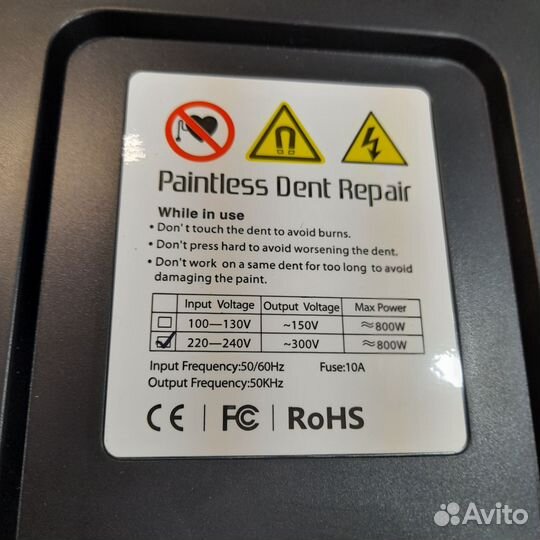 Paintless Dent Repair
While in use
• Don't touch the dent to avoid burns.
• Don't press hard to avoid worsening the dent.
• Don't work on a same dent for too long to avoid
damaging the paint.
Input Voltage Output Voltage Max Power
100—130V ~150V ≈800W
220—240V ~300V ≈800W
Input Frequency:50/60Hz Fuse:10A
Output Frequency:50KHz
CE FC RoHS
Avito